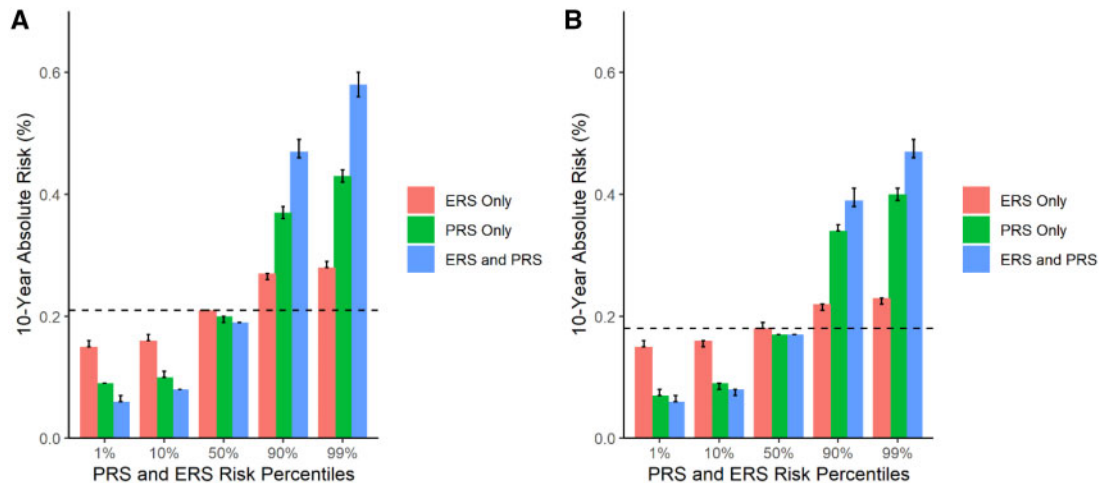 A
10-Year Absolute Risk (%)
0.6
0.4
0.2
0.0
1% 10% 50% 90% 99%
PRS and ERS Risk Percentiles
ERS Only
PRS Only
ERS and PRS
B
10-Year Absolute Risk (%)
0.6
0.4
0.2
0.0
1% 10% 50% 90% 99%
PRS and ERS Risk Percentiles
ERS Only
PRS Only
ERS and PRS